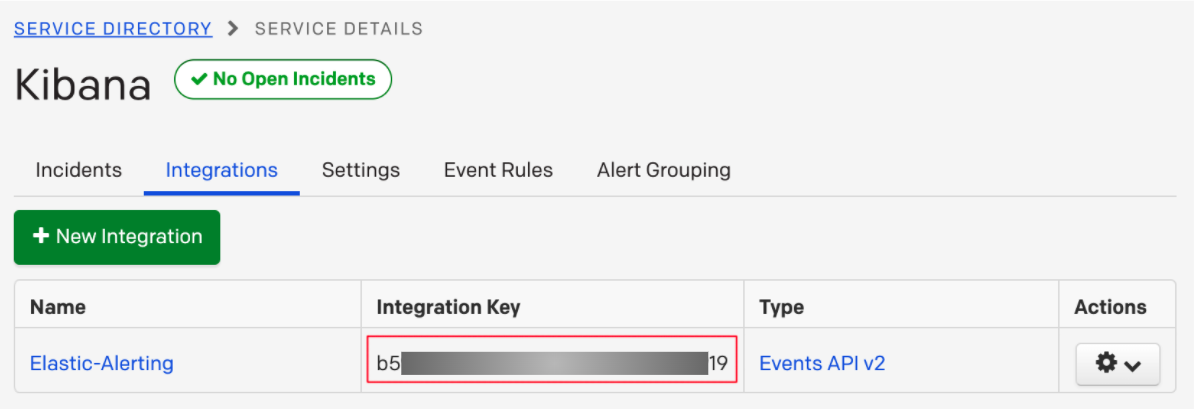 SERVICE DIRECTORY > SERVICE DETAILS
Kibana No Open Incidents
Incidents Integrations Settings Event Rules Alert Grouping
+ New Integration
Name Integration Key Type Actions
Elastic-Alerting b5 19 Events API v2